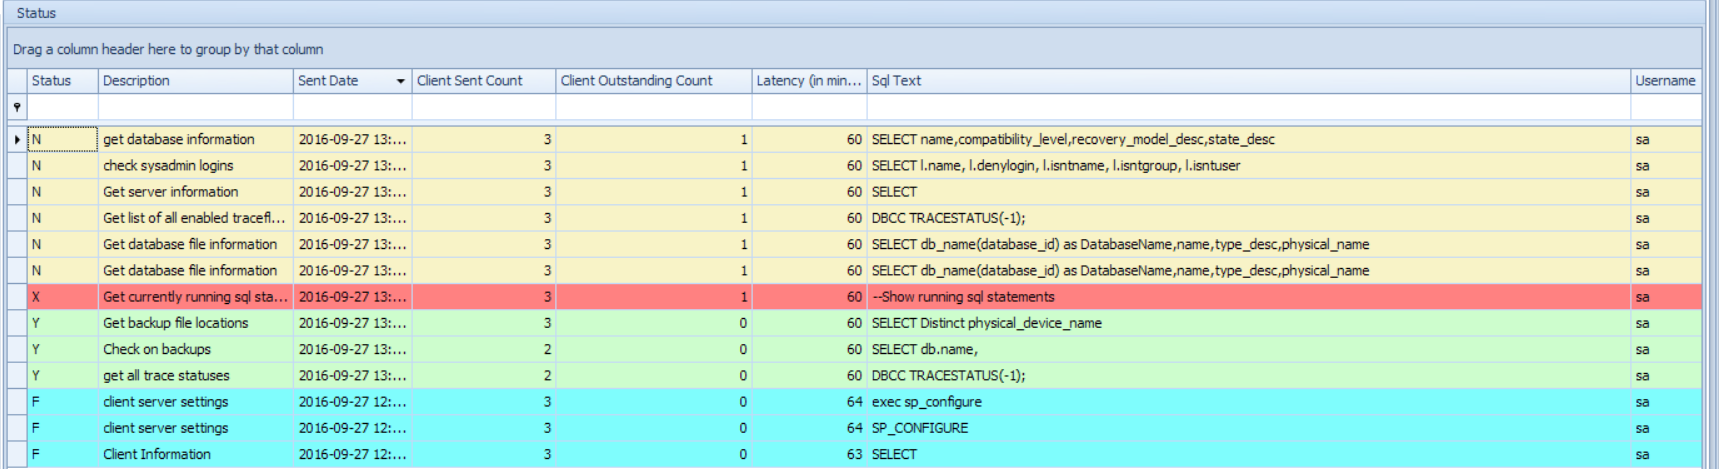 Status
Drag a column header here to group by that column
Status Description Sent Date Client Sent Count Client Outstanding Count Latency (in min... Sql Text Username
N get database information 2016-09-27 13:... 3 1 60 SELECT name,compatibility_level,recovery_model_desc,state_desc sa
N check sysadmin logins 2016-09-27 13:... 3 1 60 SELECT l.name, l.denylogin, l.isntname, l.isntgroup, l.isntuser sa
N Get server information 2016-09-27 13:... 3 1 60 SELECT sa
N Get list of all enabled tracefl... 2016-09-27 13:... 3 1 60 DBCC TRACESTATUS(-1); sa
N Get database file information 2016-09-27 13:... 3 1 60 SELECT db_name(database_id) as DatabaseName,name,type_desc,physical_name sa
N Get database file information 2016-09-27 13:... 3 1 60 SELECT db_name(database_id) as DatabaseName,name,type_desc,physical_name sa
X Get currently running sql sta... 2016-09-27 13:... 3 1 60 --Show running sql statements sa
Y Get backup file locations 2016-09-27 13:... 3 0 60 SELECT Distinct physical_device_name sa
Y Check on backups 2016-09-27 13:... 2 0 60 SELECT db.name, sa
Y get all trace statuses 2016-09-27 13:... 2 0 60 DBCC TRACESTATUS(-1); sa
F client server settings 2016-09-27 12:... 3 0 64 exec sp_configure sa
F client server settings 2016-09-27 12:... 3 0 64 SP_CONFIGURE sa
F Client Information 2016-09-27 12:... 3 0 63 SELECT sa